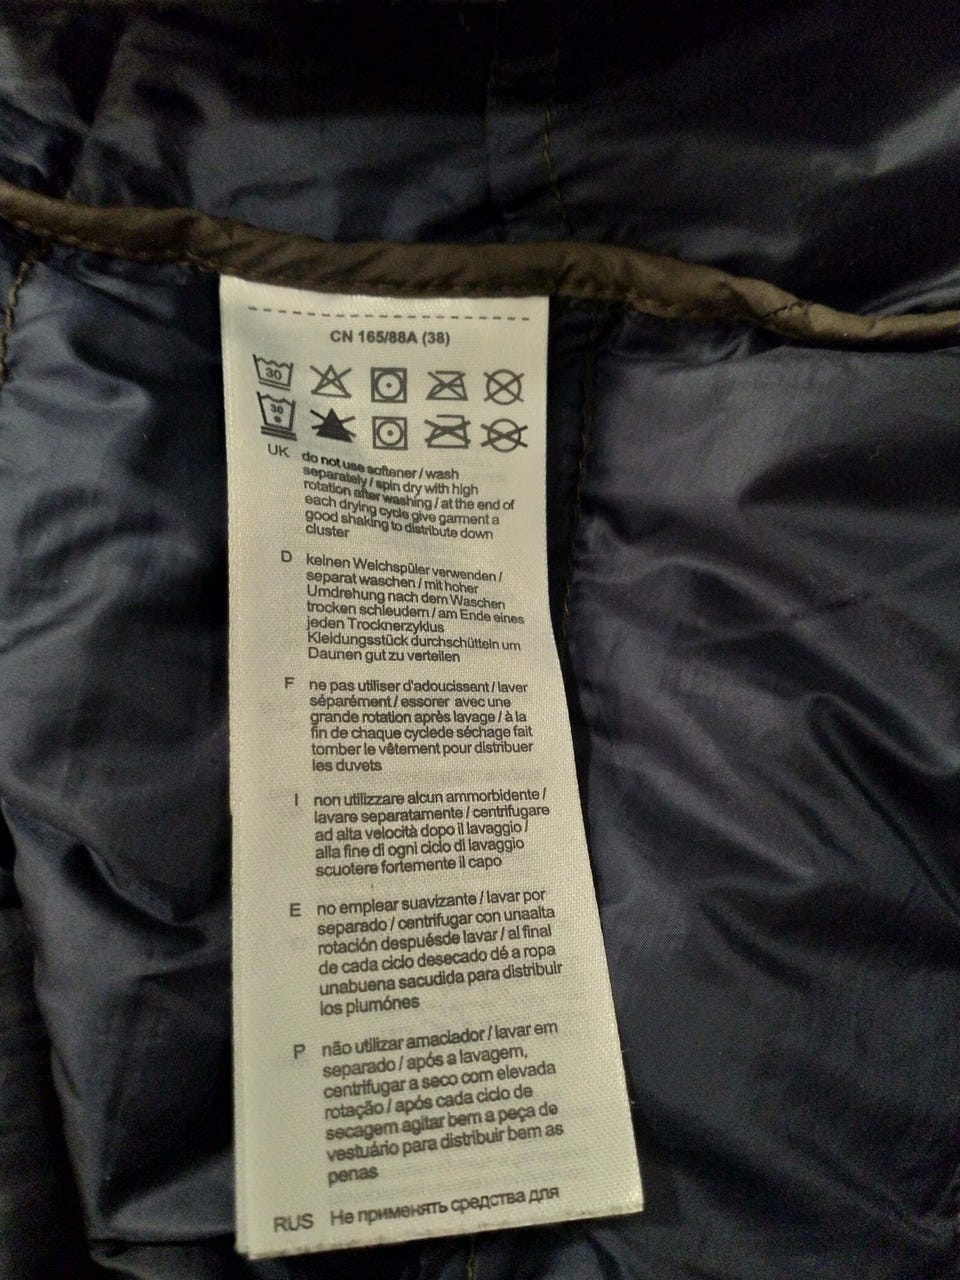 CN 165/88A (38)
30
30
UK do not use softener / wash
separately / spin dry with high
rotation after washing / at the end of
each drying cycle give garment a
good shaking to distribute down
cluster
D keinen Weichspüler verwenden /
separat waschen / mit hoher
Umdrehung nach dem Waschen
trocken schleudern / am Ende eines
jeden Trocknerzyklus
Kleidungsstück durchschütteln um
Daunen gut zu verteilen
F ne pas utiliser d'adoucissant / laver
séparément / essorer avec une
grande rotation après lavage / à la
fin de chaque cyclede séchage fait
tomber le vêtement pour distribuer
les duvets
I non utilizzare alcun ammorbidente /
lavare separatamente / centrifugare
ad alta velocità dopo il lavaggio /
alla fine di ogni ciclo di lavaggio
scuotere fortemente il capo
E no emplear suavizante / lavar por
separado / centrifugar con unaalta
rotación despuésde lavar / al final
de cada ciclo desecado dé a ropa
unabuena sacudida para distribuir
los plumónes
P não utilizar amaciador / lavar em
separado / após a lavagem,
centrifugar a seco com elevada
rotação / após cada ciclo de
secagem agitar bem a peça de
vestuário para distribuir bem as
penas
RUS Не применять средства для